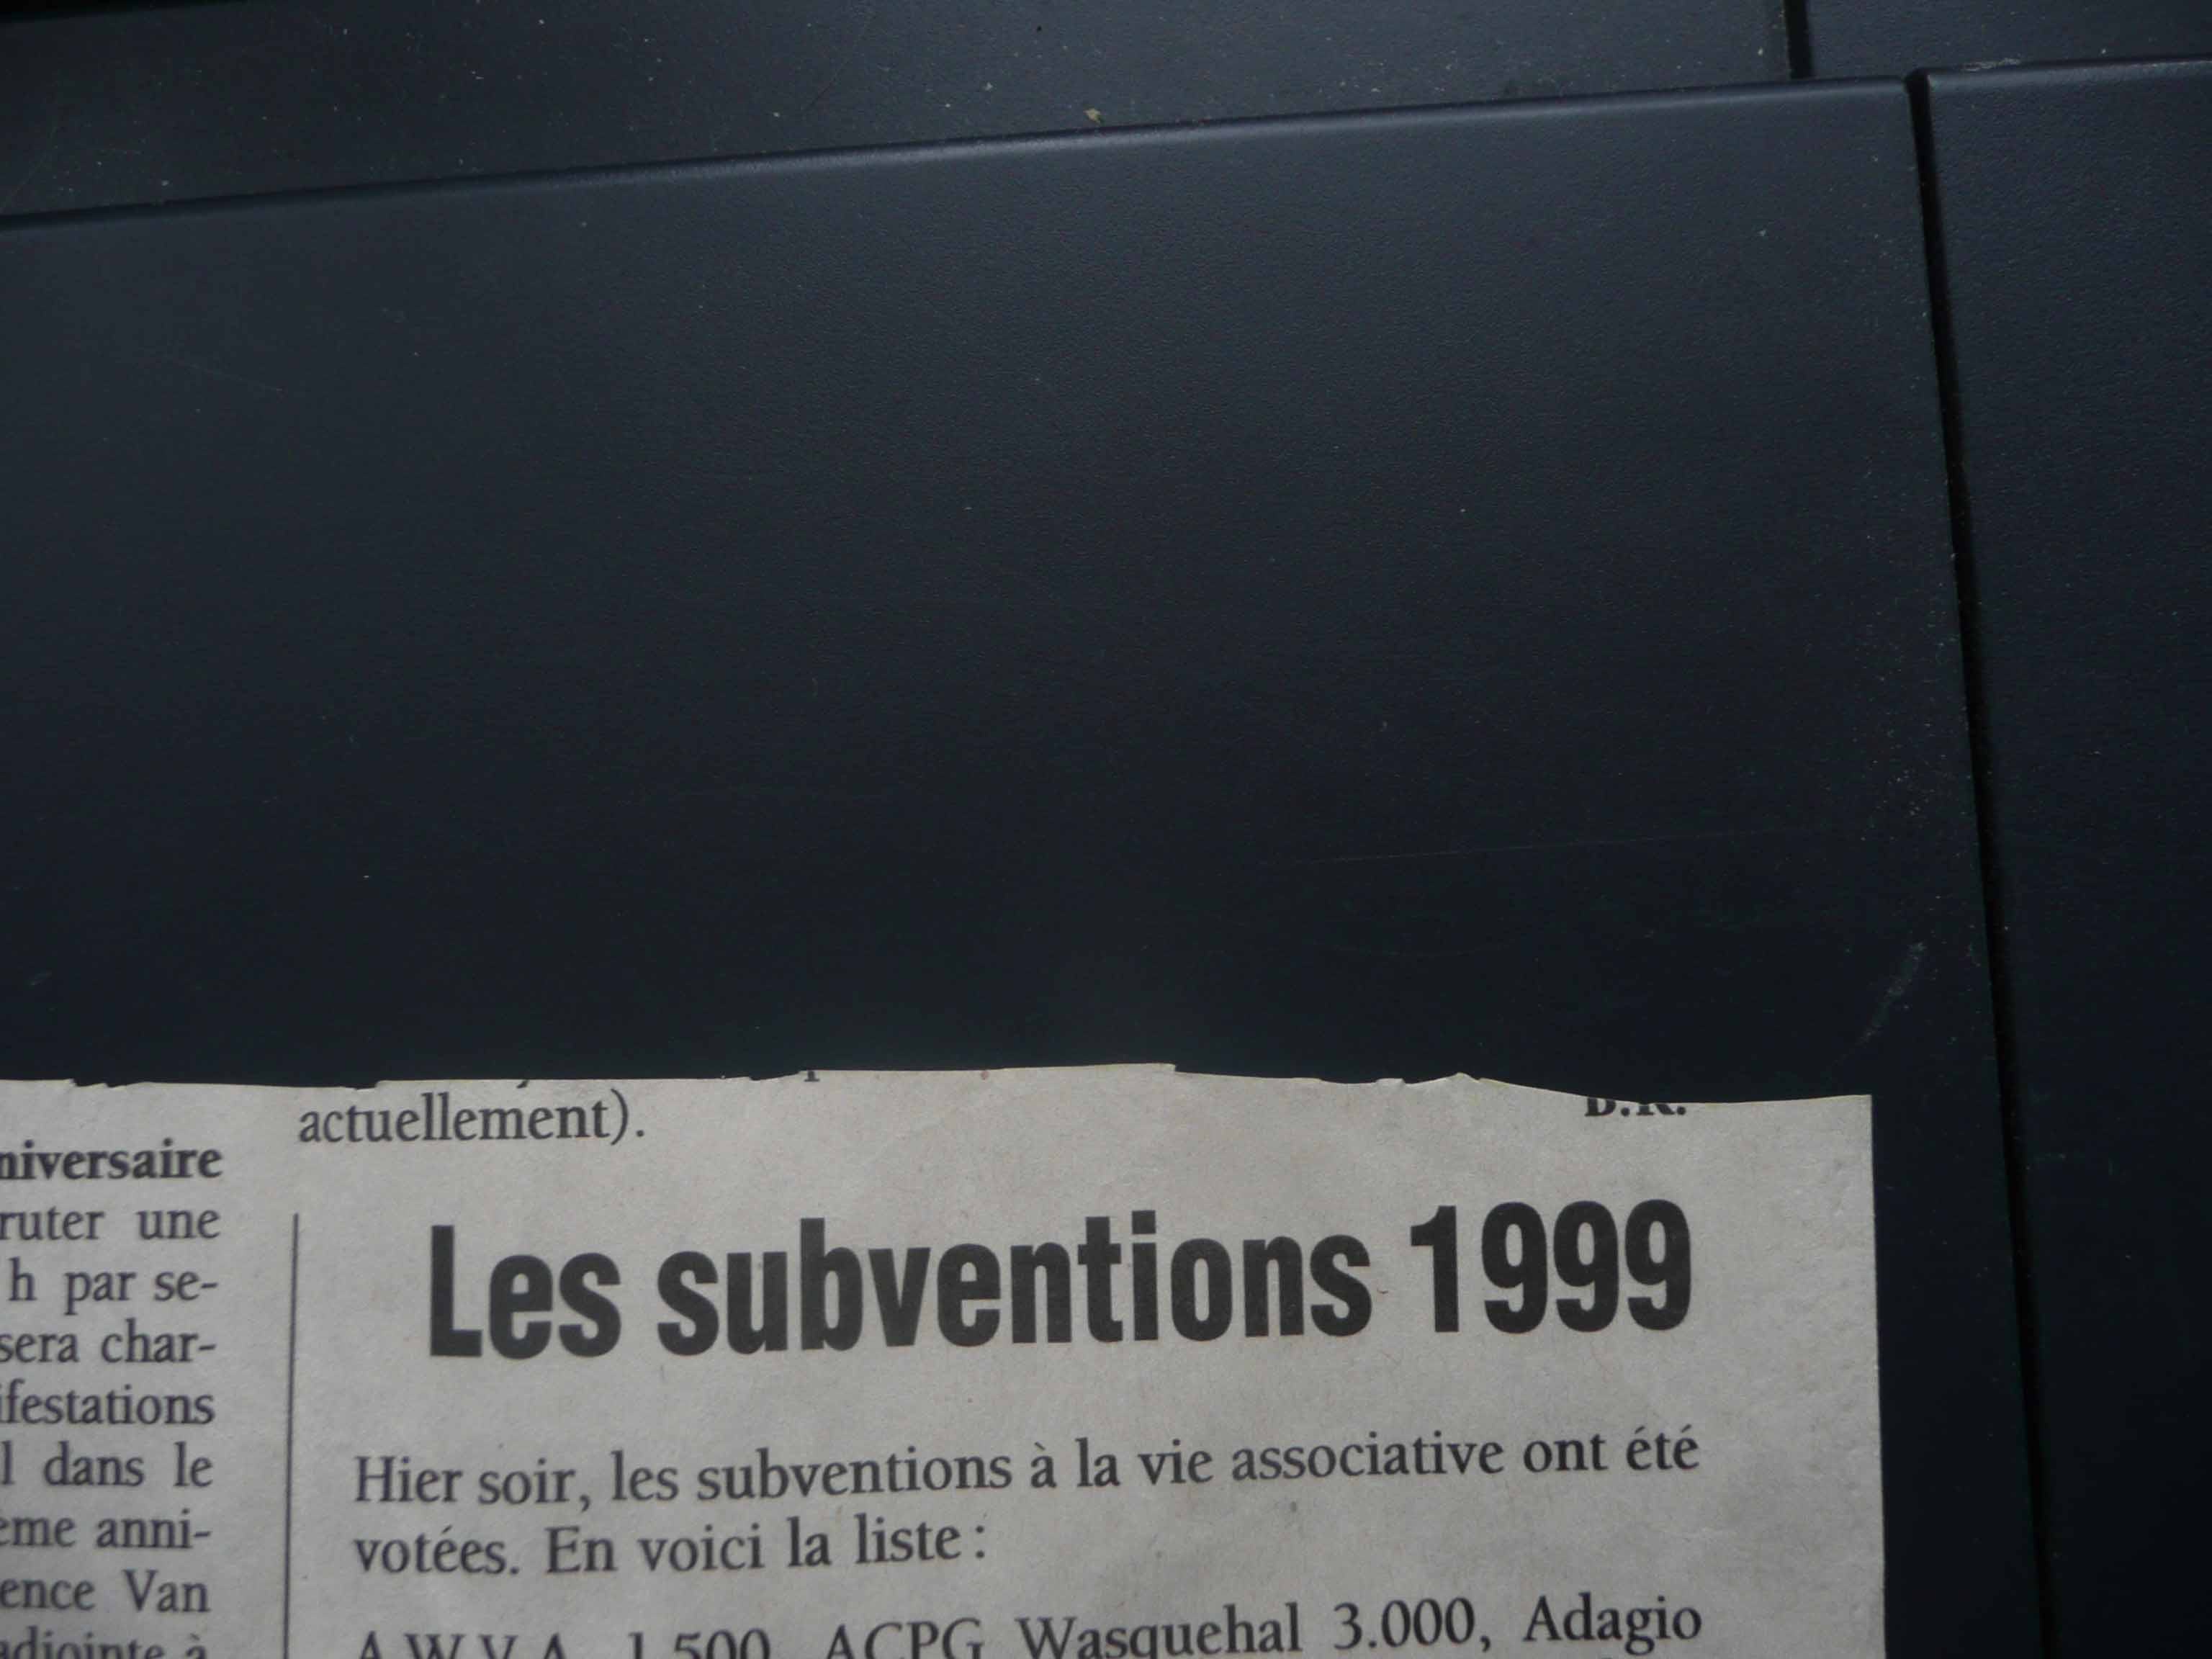 niversaire
ruter une
h par se-
sera char-
ifestations
l dans le
ème anni-
ence Van
adjointe à
actuellement).
B.R.
Les subventions 1999
Hier soir, les subventions à la vie associative ont été
votées. En voici la liste :
A.W.V.A. 1.500, ACPG Wasquehal 3.000, Adagio